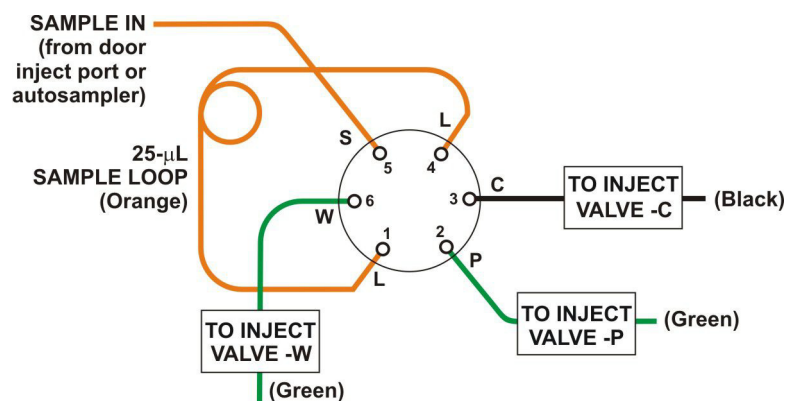 SAMPLE IN
(from door
inject port or
autosampler)
25-μL
SAMPLE LOOP
(Orange)
S
L
5
4
6
W
3
C
1
2
L
P
TO INJECT
VALVE -C
(Black)
TO INJECT
VALVE -P
(Green)
TO INJECT
VALVE -W
(Green)